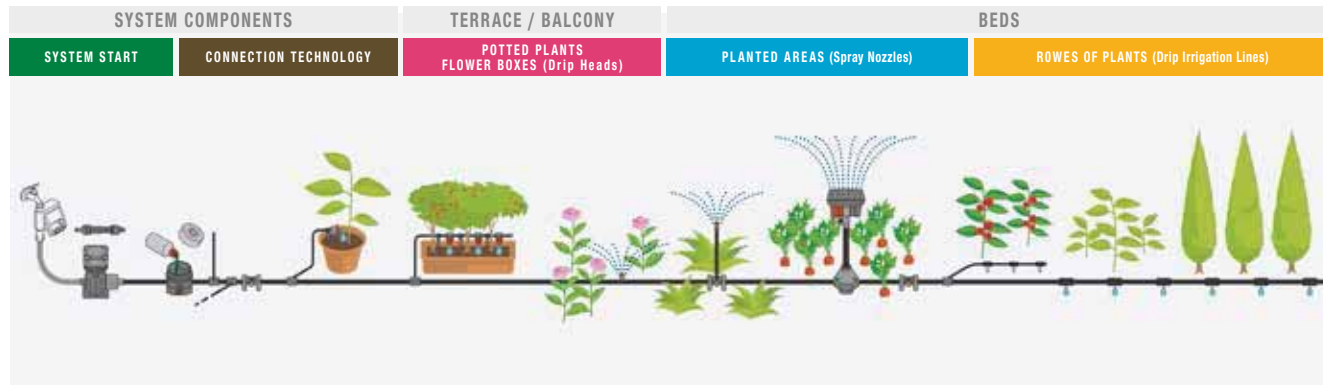 SYSTEM COMPONENTS
TERRACE / BALCONY
BEDS
SYSTEM START
CONNECTION TECHNOLOGY
POTTED PLANTS
FLOWER BOXES (Drip Heads)
PLANTED AREAS (Spray Nozzles)
ROWES OF PLANTS (Drip Irrigation Lines)